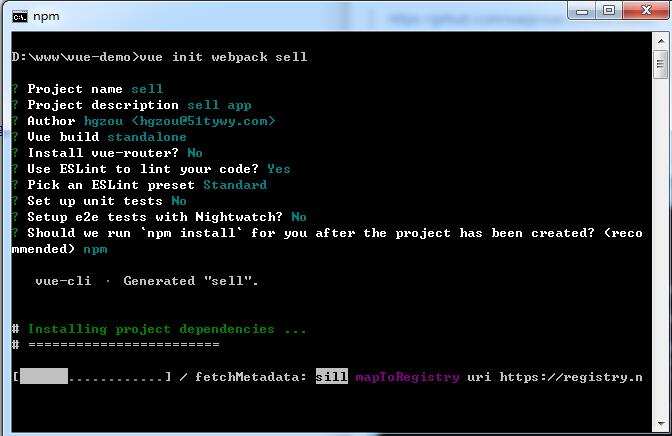 npm
D:\www\vue-demo>vue init webpack sell
? Project name sell
? Project description sell app
? Author hgzou <hgzou@51tywy.com>
? Vue build standalone
? Install vue-router? No
? Use ESLint to lint your code? Yes
? Pick an ESLint preset Standard
? Set up unit tests No
? Setup e2e tests with Nightwatch? No
? Should we run `npm install` for you after the project has been created? (reco
mmended) npm
vue-cli · Generated "sell".
# Installing project dependencies ...
# ========================
[ ............] / fetchMetadata: sill mapToRegistry uri https://registry.n